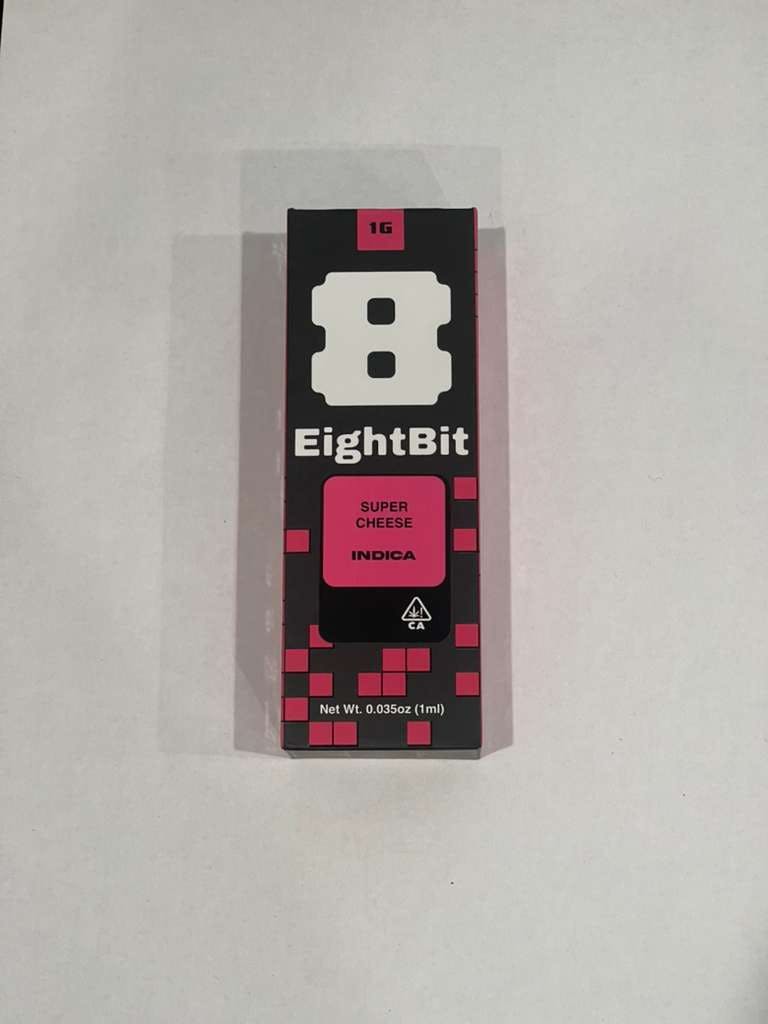 1G
8
EightBit
SUPER
CHEESE
INDICA
CA
Net Wt. 0.035oz (1ml)